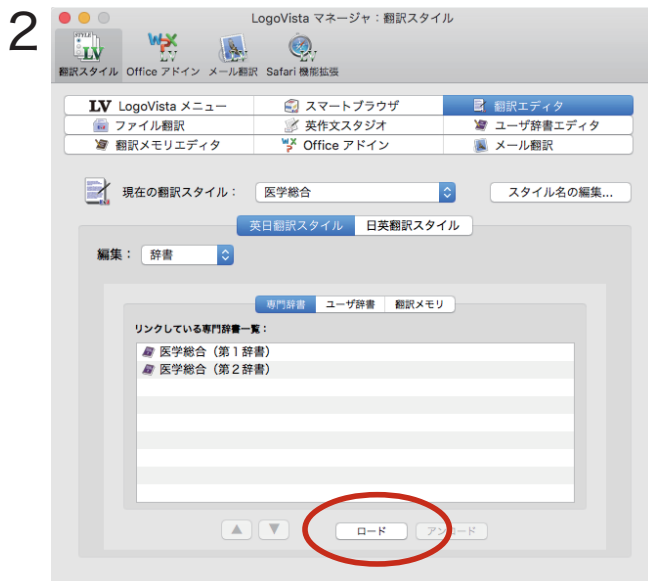 2
LogoVista マネージャ：翻訳スタイル
翻訳スタイル Office アドイン メール翻訳 Safari 機能拡張
LV LogoVista メニュー スマートブラウザ 翻訳エディタ
ファイル翻訳 英作文スタジオ ユーザ辞書エディタ
翻訳メモリエディタ Office アドイン メール翻訳
現在の翻訳スタイル： 医学総合 スタイル名の編集...
英日翻訳スタイル 日英翻訳スタイル
編集： 辞書
専門辞書 ユーザ辞書 翻訳メモリ
リンクしている専門辞書一覧：
医学総合（第１辞書）
医学総合（第２辞書）
ロード アンロード